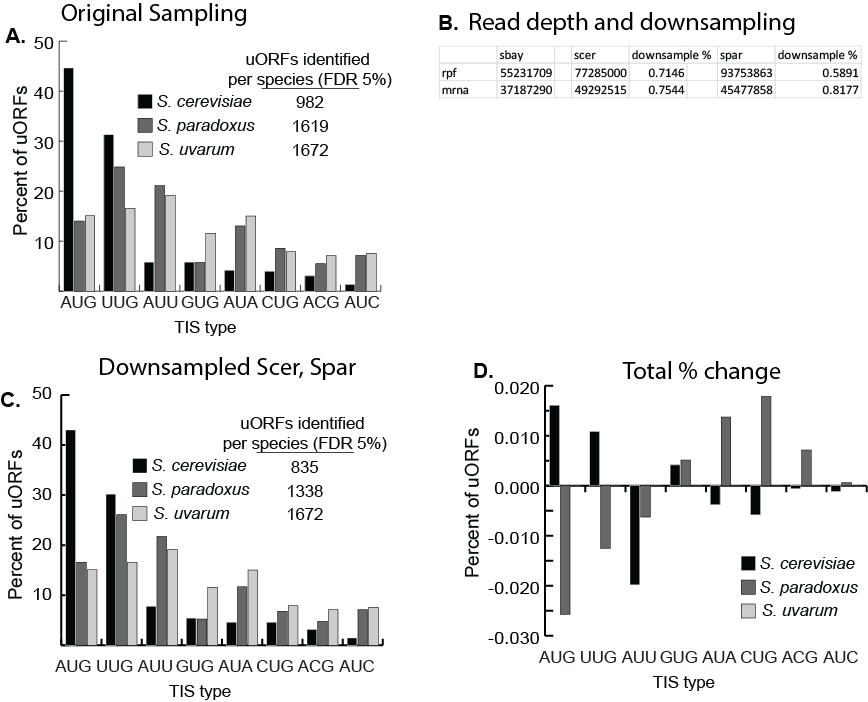 Original Sampling
A.
50
40
30
20
10
Percent of uORFs
uORFs identified
per species (FDR 5%)
S. cerevisiae 982
S. paradoxus 1619
S. uvarum 1672
AUG UUG AUU GUG AUA CUG ACG AUC
TIS type
B. Read depth and downsampling
sbay scer downsample % spar downsample %
rpf 55231709 77285000 0.7146 93753863 0.5891
mrna 37187290 49292515 0.7544 45477858 0.8177
Downsampled Scer, Spar
C.
50
40
30
20
10
Percent of uORFs
uORFs identified
per species (FDR 5%)
S. cerevisiae 835
S. paradoxus 1338
S. uvarum 1672
AUG UUG AUU GUG AUA CUG ACG AUC
TIS type
D. Total % change
0.020
0.010
0.000
-0.010
-0.020
-0.030
Percent of uORFs
S. cerevisiae
S. paradoxus
S. uvarum
AUG UUG AUU GUG AUA CUG ACG AUC
TIS type